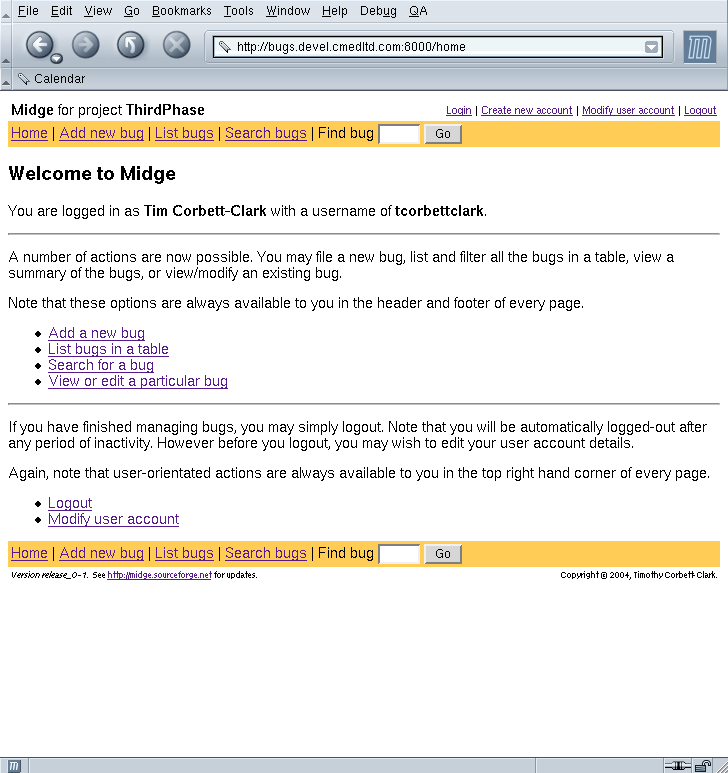 File Edit View Go Bookmarks Tools Window Help Debug QA
http://bugs.devel.cmedltd.com:8000/home
Calendar
Midge for project ThirdPhase
Login | Create new account | Modify user account | Logout
Home | Add new bug | List bugs | Search bugs | Find bug Go
Welcome to Midge
You are logged in as Tim Corbett-Clark with a username of tcorbettclark.
A number of actions are now possible. You may file a new bug, list and filter all the bugs in a table, view a
summary of the bugs, or view/modify an existing bug.
Note that these options are always available to you in the header and footer of every page.
Add a new bug
List bugs in a table
Search for a bug
View or edit a particular bug
If you have finished managing bugs, you may simply logout. Note that you will be automatically logged-out after
any period of inactivity. However before you logout, you may wish to edit your user account details.
Again, note that user-orientated actions are always available to you in the top right hand corner of every page.
Logout
Modify user account
Home | Add new bug | List bugs | Search bugs | Find bug Go
Version release_0-1. See http://midge.sourceforge.net for updates.
Copyright © 2004, Timothy Corbett-Clark.